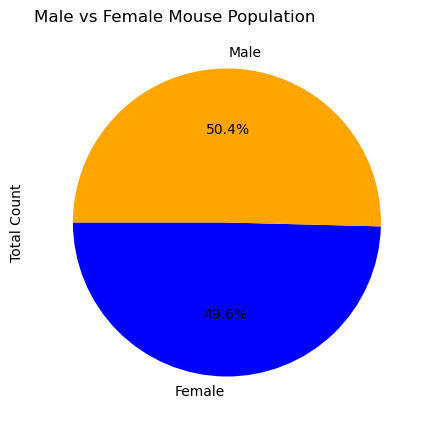 Male vs Female Mouse Population
Male
50.4%
Total Count
49.6%
Female